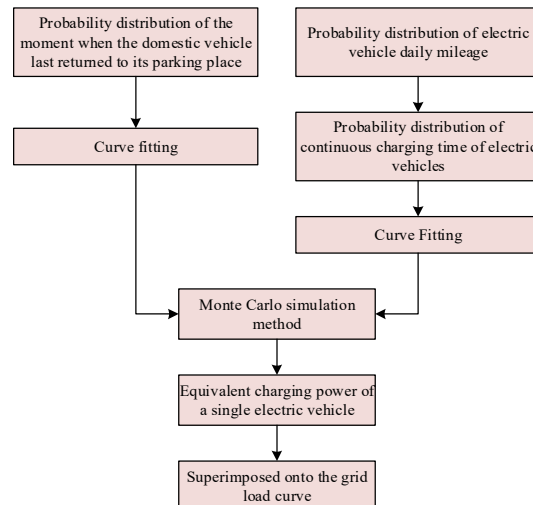 Probability distribution of the
moment when the domestic vehicle
last returned to its parking place
Curve fitting
Probability distribution of electric
vehicle daily mileage
Probability distribution of
continuous charging time of electric
vehicles
Curve Fitting
Monte Carlo simulation
method
Equivalent charging power of
a single electric vehicle
Superimposed onto the grid
load curve